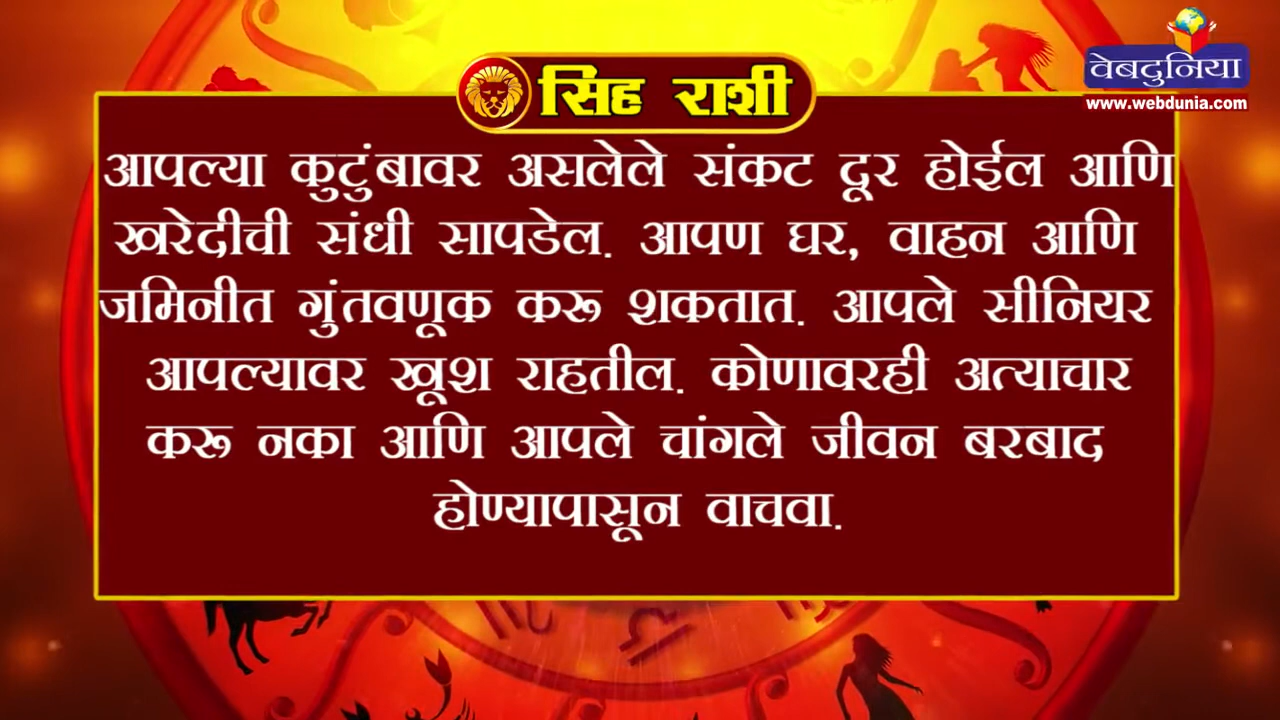 वेबदुनिया
www.webdunia.com
सिंह राशी
आपल्या कुटुंबावर असलेले संकट दूर होईल आणि
खरेदीची संधी सापडेल. आपण घर, वाहन आणि
जमिनीत गुंतवणूक करू शकतात. आपले सीनियर
आपल्यावर खूश राहतील. कोणावरही अत्याचार
करू नका आणि आपले चांगले जीवन बरबाद
होण्यापासून वाचवा.